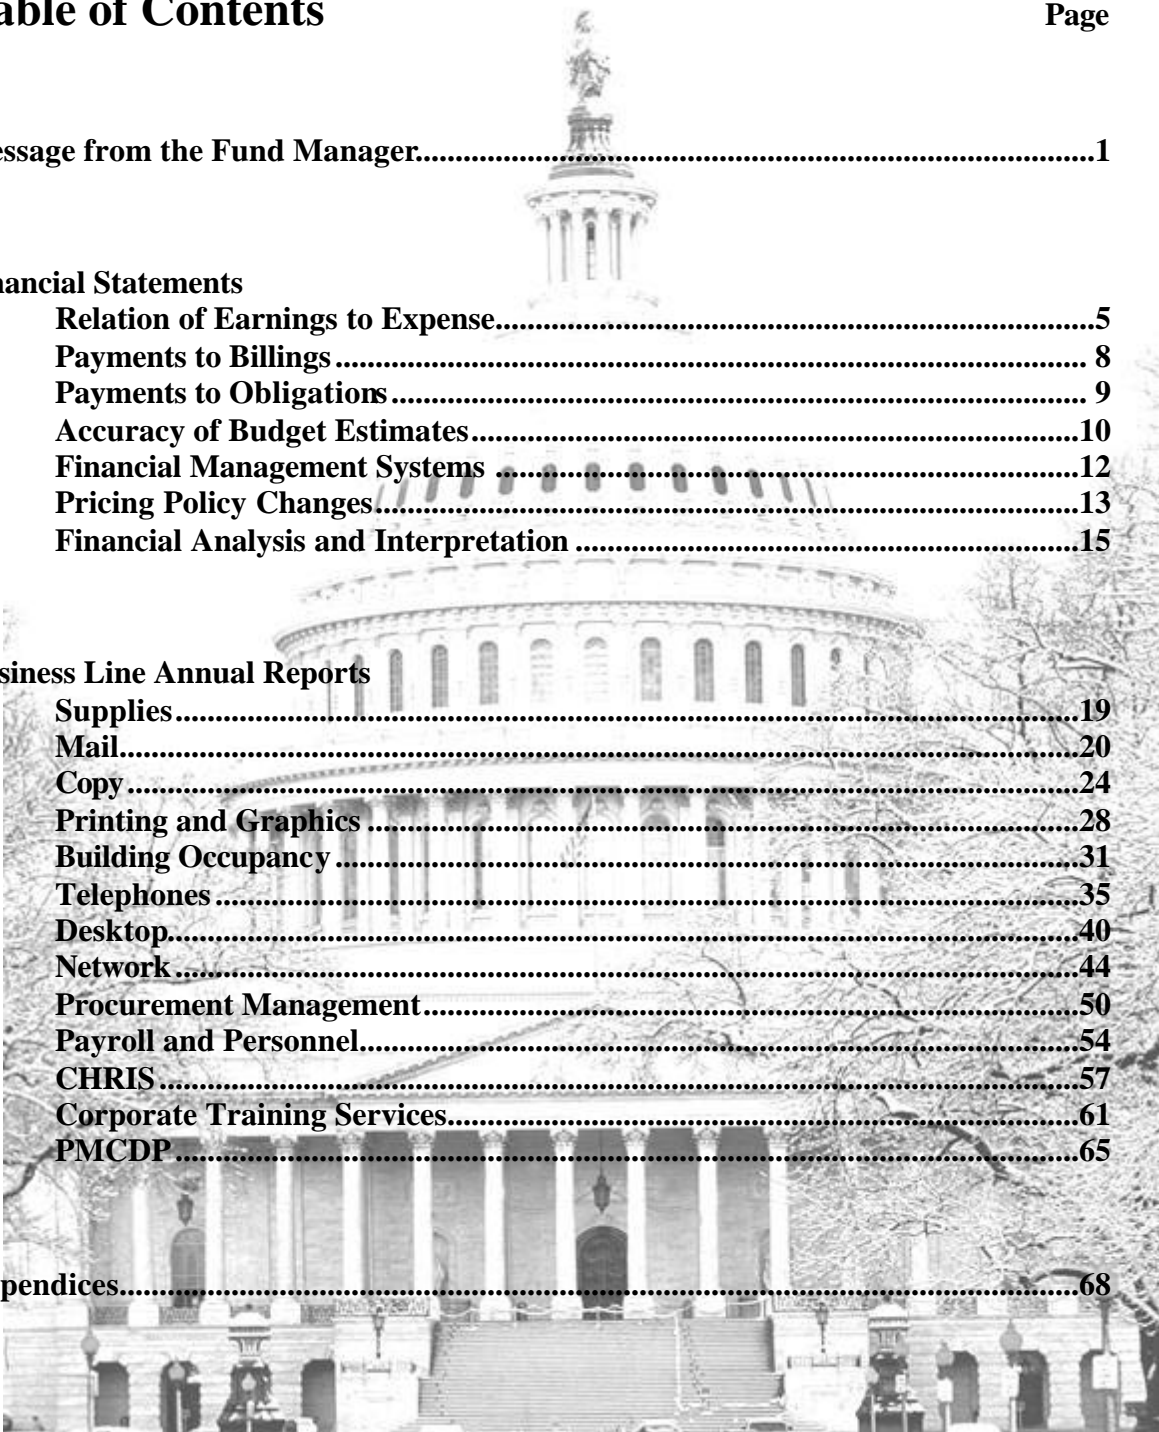 able of Contents Page
essage from the Fund Manager..........1
nancial Statements
Relation of Earnings to Expense..........5
Payments to Billings.......... 8
Payments to Obligations.......... 9
Accuracy of Budget Estimates..........10
Financial Management Systems ..........12
Pricing Policy Changes..........13
Financial Analysis and Interpretation ..........15
siness Line Annual Reports
Supplies..........19
Mail..........20
Copy..........24
Printing and Graphics ..........28
Building Occupancy..........31
Telephones..........35
Desktop..........40
Network..........44
Procurement Management..........50
Payroll and Personnel..........54
CHRIS..........57
Corporate Training Services..........61
PMCDP..........65
pendices..........68